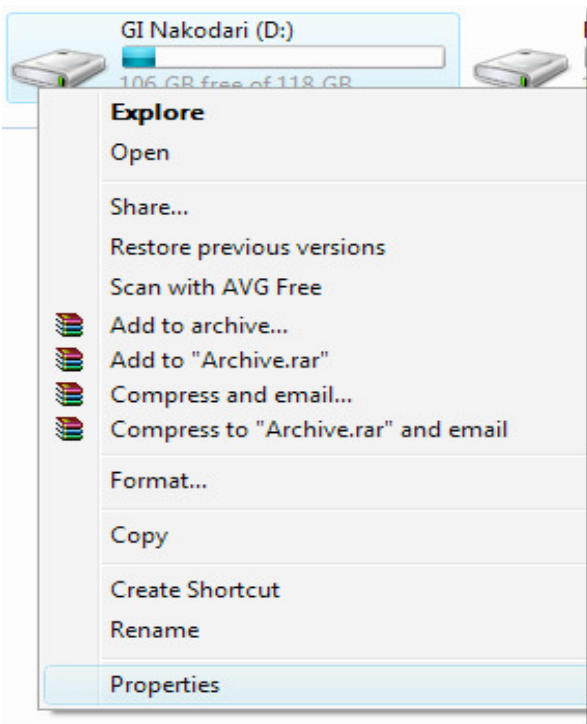 GI Nakodari (D:)
106 GB free of 118 GB
Explore
Open
Share...
Restore previous versions
Scan with AVG Free
Add to archive...
Add to "Archive.rar"
Compress and email...
Compress to "Archive.rar" and email
Format...
Copy
Create Shortcut
Rename
Properties